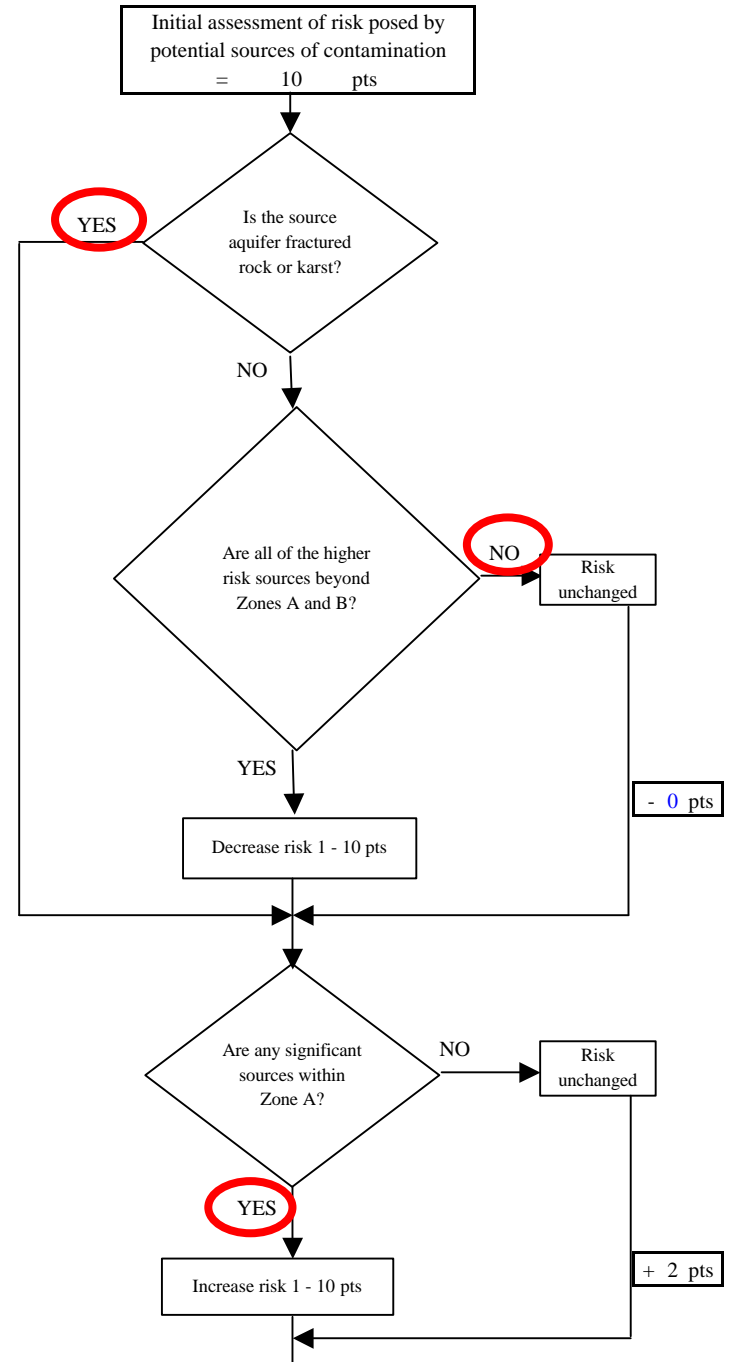 Initial assessment of risk posed by
potential sources of contamination
= 10 pts
YES
Is the source
aquifer fractured
rock or karst?
NO
Are all of the higher
risk sources beyond
Zones A and B?
NO
Risk
unchanged
YES
- 0 pts
Decrease risk 1 - 10 pts
Are any significant
sources within
Zone A?
NO
Risk
unchanged
YES
+ 2 pts
Increase risk 1 - 10 pts